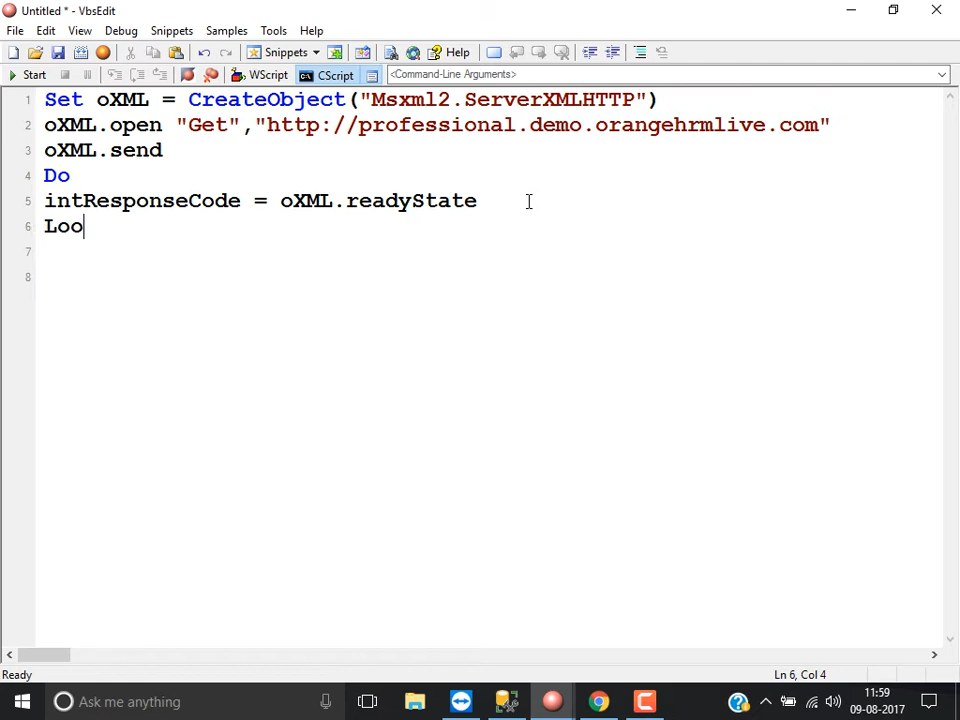 Untitled * - VbsEdit
File Edit View Debug Snippets Samples Tools Help
Snippets Help
Start WScript CScript <Command-Line Arguments>
1 Set oXML = CreateObject("Msxml2.ServerXMLHTTP")
2 oXML.open "Get","http://professional.demo.orangehrmlive.com"
3 oXML.send
4 Do
5 intResponseCode = oXML.readyState
6 Loo
7
8
Ready Ln 6, Col 4
Ask me anything 11:59
09-08-2017